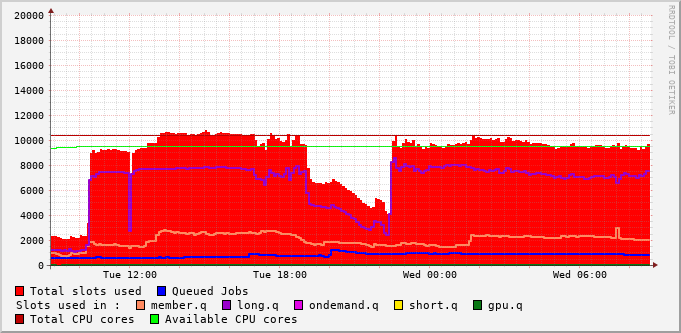 20000
18000
16000
14000
12000
10000
8000
6000
4000
2000
0
Tue 12:00 Tue 18:00 Wed 00:00 Wed 06:00
RRDTOOL / TOBI OETIKER
Total slots used Queued Jobs
Slots used in : member.q long.q ondemand.q short.q gpu.q
Total CPU cores Available CPU cores